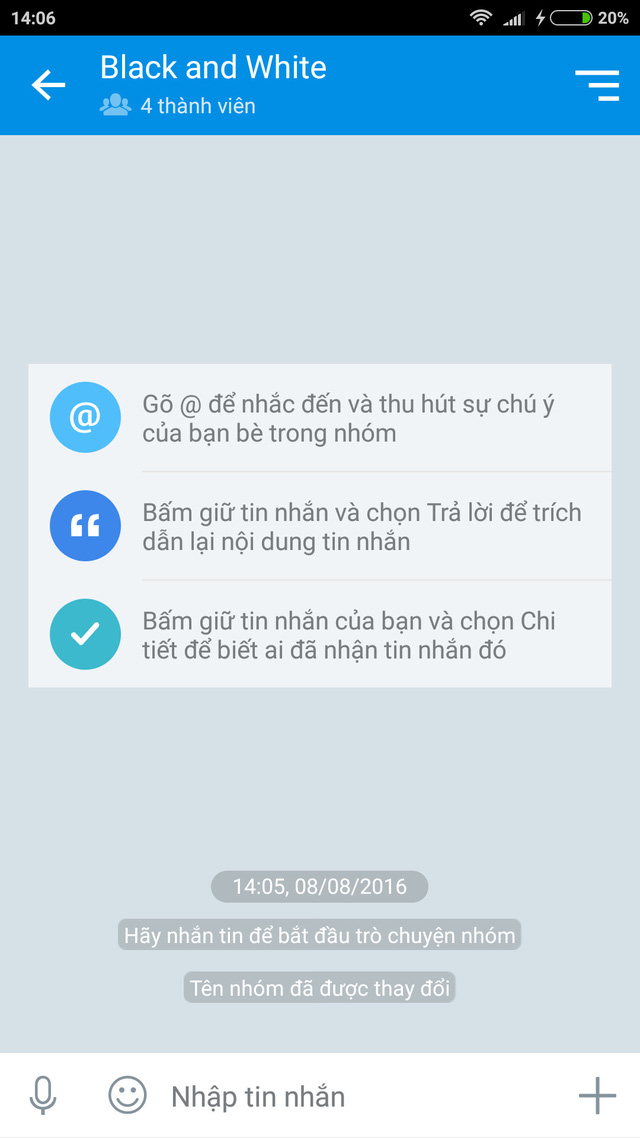 14:06
20%
Black and White
4 thành viên
@
Gõ @ để nhắc đến và thu hút sự chú ý
của bạn bè trong nhóm
Bấm giữ tin nhắn và chọn Trả lời để trích
dẫn lại nội dung tin nhắn
Bấm giữ tin nhắn của bạn và chọn Chi
tiết để biết ai đã nhận tin nhắn đó
14:05, 08/08/2016
Hãy nhắn tin để bắt đầu trò chuyện nhóm
Tên nhóm đã được thay đổi
Nhập tin nhắn